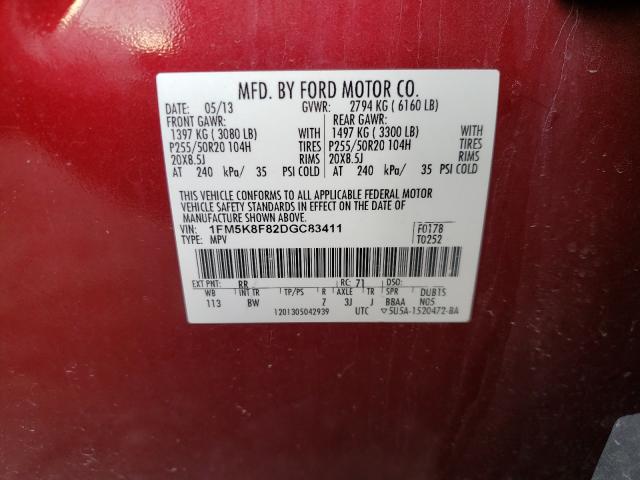 MFD. BY FORD MOTOR CO.
DATE: 05/13 GVWR: 2794 KG ( 6160 LB)
FRONT GAWR: REAR GAWR:
1397 KG ( 3080 LB) WITH 1497 KG ( 3300 LB) WITH
P255/50R20 104H TIRES P255/50R20 104H TIRES
20X8.5J RIMS 20X8.5J RIMS
AT 240 kPa/ 35 PSI COLD AT 240 kPa/ 35 PSI COLD
THIS VEHICLE CONFORMS TO ALL APPLICABLE FEDERAL MOTOR
VEHICLE SAFETY STANDARDS IN EFFECT ON THE DATE OF
MANUFACTURE SHOWN ABOVE.
VIN: 1FM5K8F82DGC83411 F0178
TYPE: MPV T0252
EXT PNT: RR RC: 71 DSO:
WB INT TR TP/PS R AXLE TR SPR DUBTS
113 BW 7 3J J BBAA N05
1201305042939 UTC ▽5U5A-1520472-BA